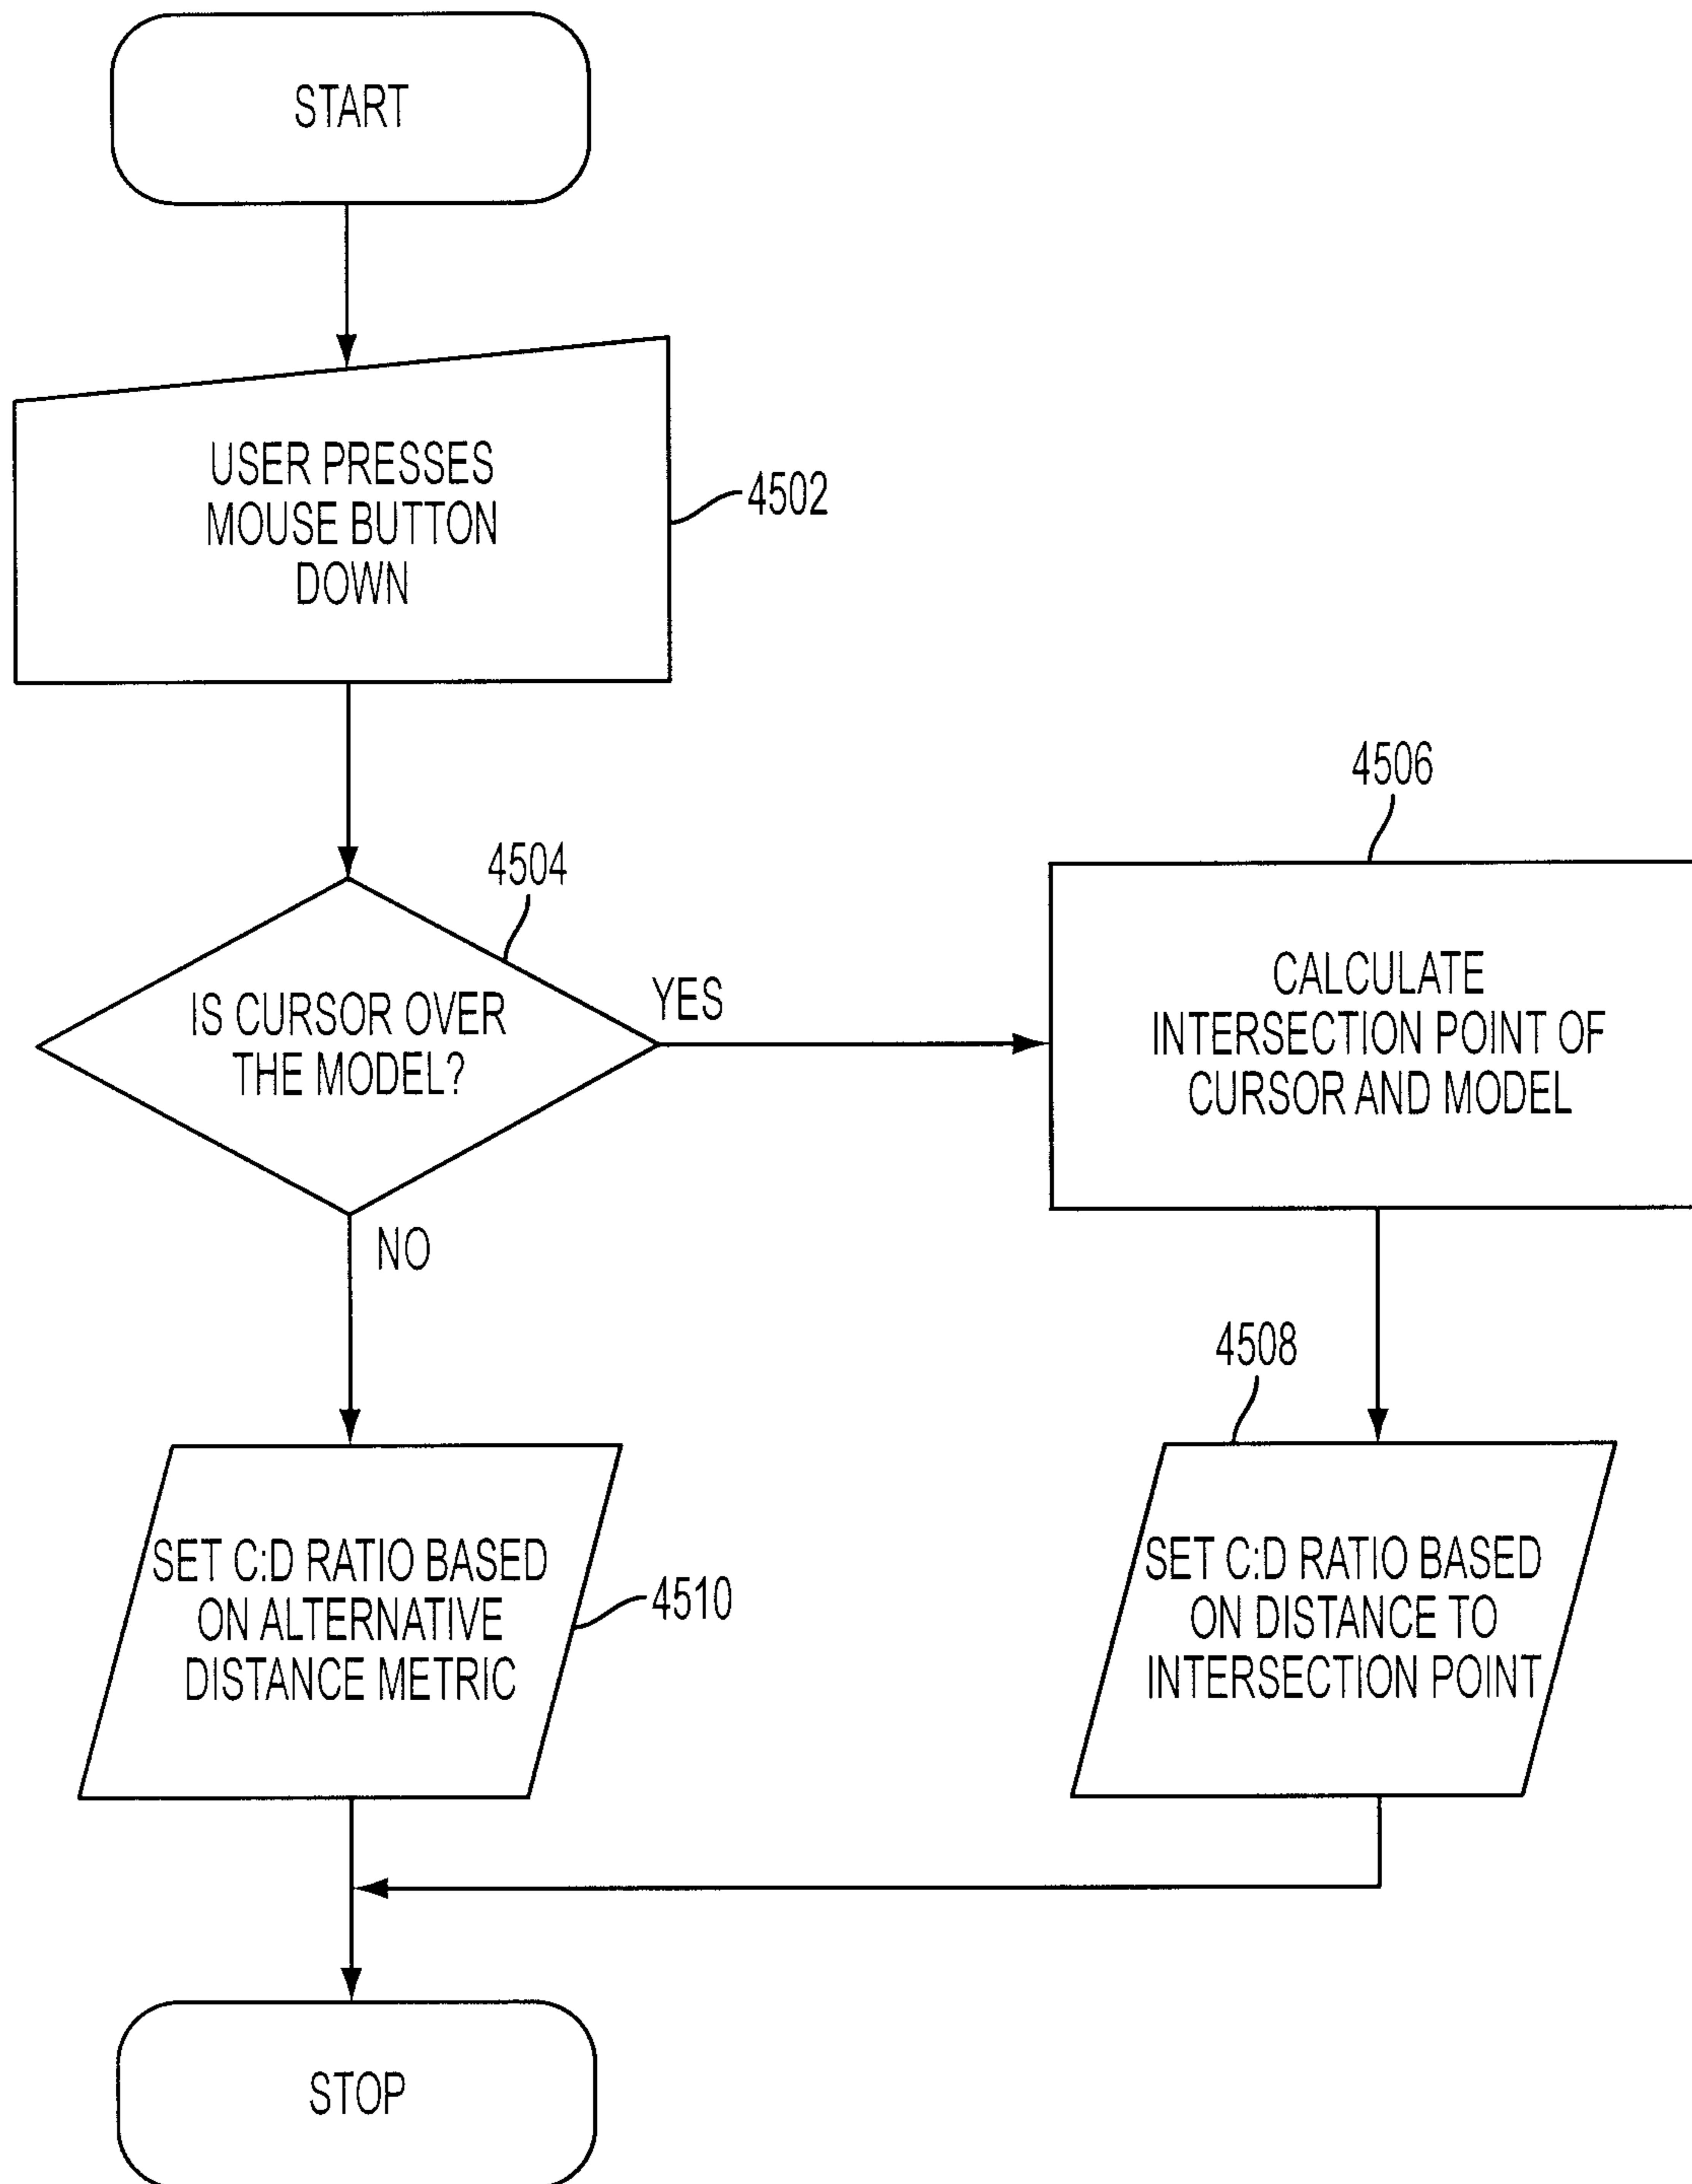 START
USER PRESSES
MOUSE BUTTON
DOWN
4502
4504
IS CURSOR OVER
THE MODEL?
YES
NO
4506
CALCULATE
INTERSECTION POINT OF
CURSOR AND MODEL
4508
SET C:D RATIO BASED
ON DISTANCE TO
INTERSECTION POINT
SET C:D RATIO BASED
ON ALTERNATIVE
DISTANCE METRIC
4510
STOP